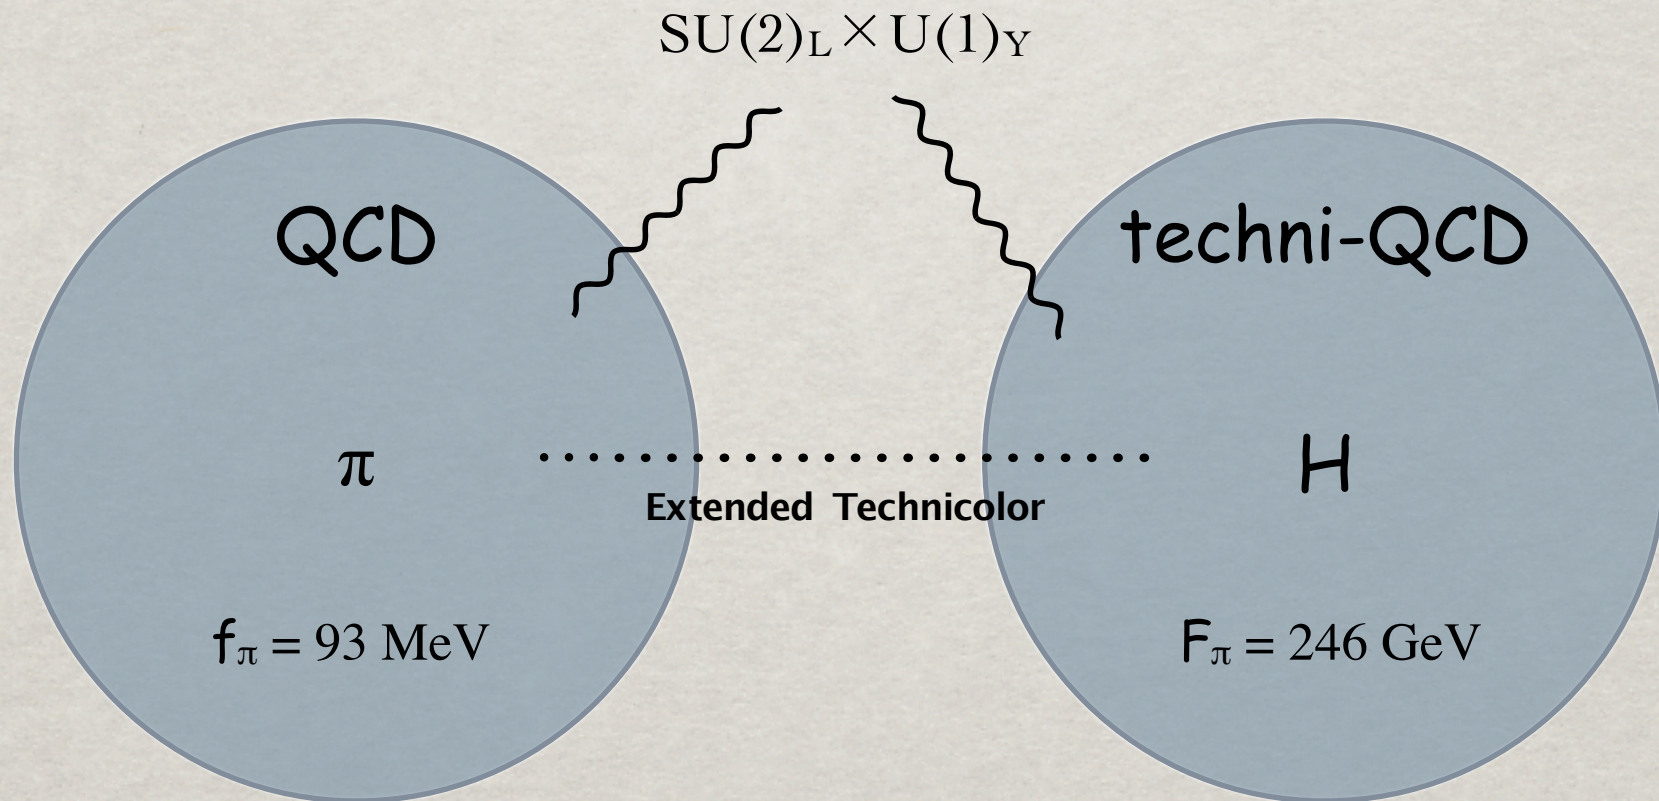 SU(2)L×U(1)Y
QCD
techni-QCD
π
H
Extended Technicolor
fπ = 93 MeV
Fπ = 246 GeV